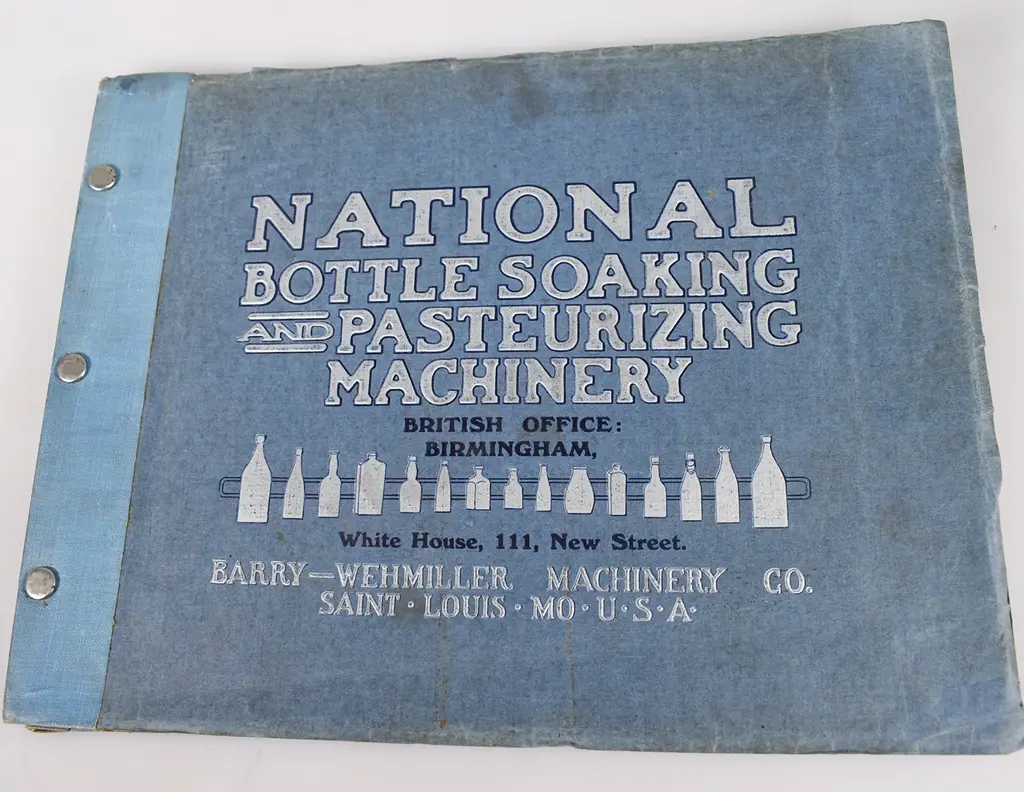 NATIONAL
BOTTLE SOAKING
AND PASTEURIZING
MACHINERY
BRITISH OFFICE:
BIRMINGHAM,
White House, 111, New Street.
BARRY-WEHMILLER MACHINERY CO.
SAINT · LOUIS · MO · U · S · A ·